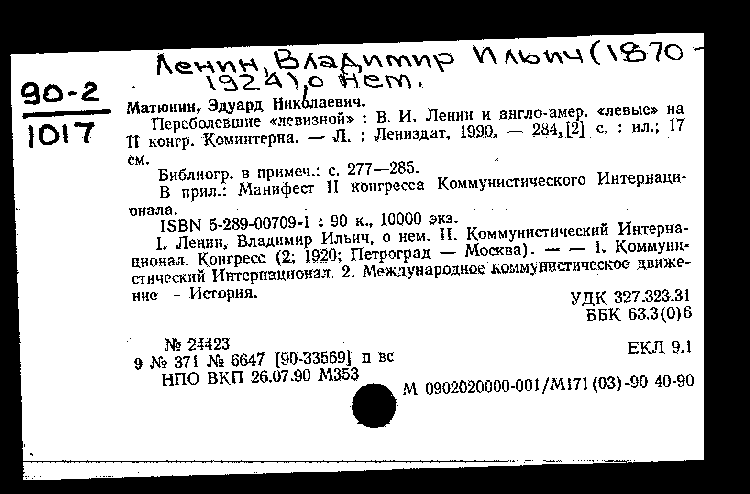 Ленин, Владимир Ильич (1870-
1924), о нем.
90-2
1017
Матюнин, Эдуард Николаевич.
Переболевшие «левизной» : В. И. Ленин и англо-амер. «левые» на
II конгр. Коминтерна. — Л. : Лениздат, 1990. — 284,[2] с. : ил.; 17
см.
Библиогр. в примеч.: с. 277—285.
В прил.: Манифест II конгресса Коммунистического Интернаци-
онала.
ISBN 5-289-00709-1 : 90 к., 10000 экз.
I. Ленин, Владимир Ильич, о нем. II. Коммунистический Интерна-
ционал. Конгресс (2; 1920; Петроград — Москва). — — 1. Коммуни-
стический Интернационал. 2. Международное коммунистическое движе-
ние - История.
УДК 327.323.31
ББК 63.3(0)6
№ 24423
9 № 371 № 6647 [90-33569] п вс
ЕКЛ 9.1
НПО ВКП 26.07.90 М353
М 0902020000-001/М171(03)-90 40-90